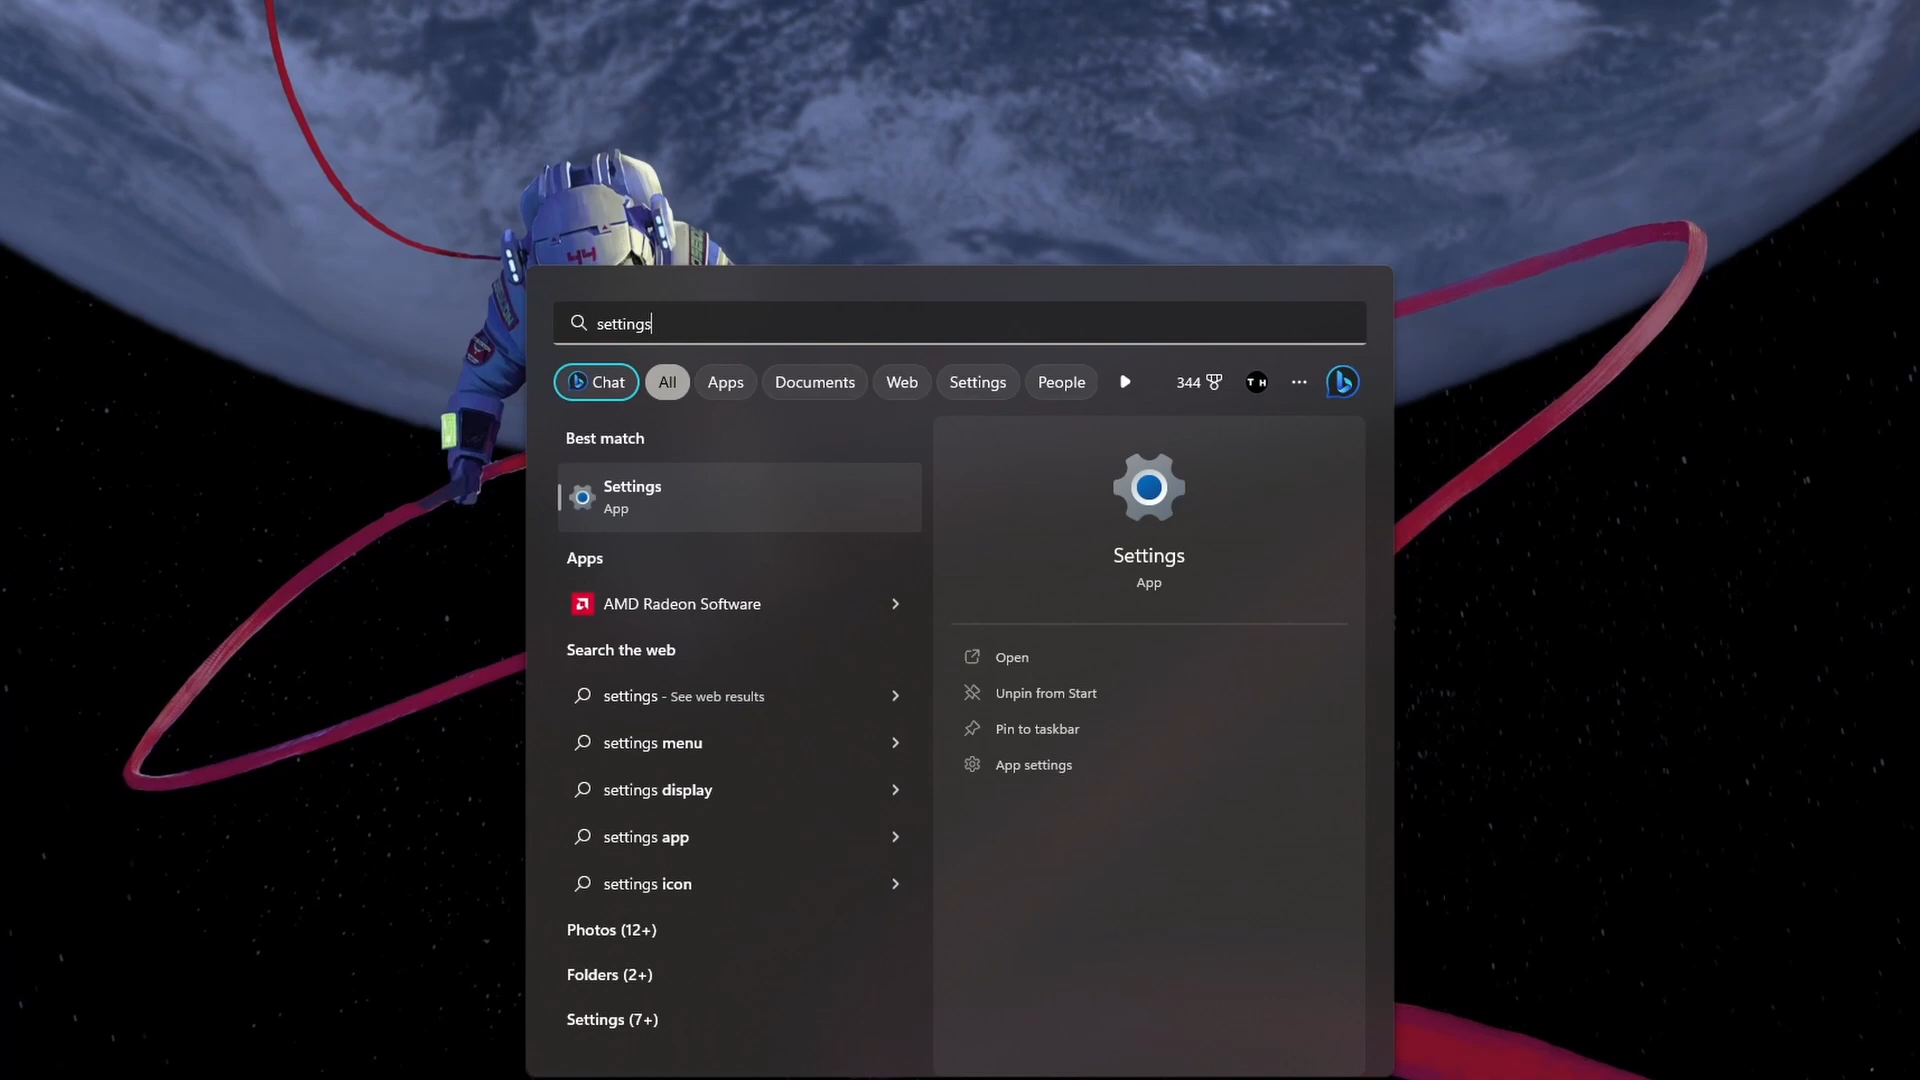 44
settings
Chat All Apps Documents Web Settings People 344 T H
Best match
Settings
App
Apps
AMD Radeon Software
Search the web
settings - See web results
settings menu
settings display
settings app
settings icon
Photos (12+)
Folders (2+)
Settings (7+)
Settings
App
Open
Unpin from Start
Pin to taskbar
App settings